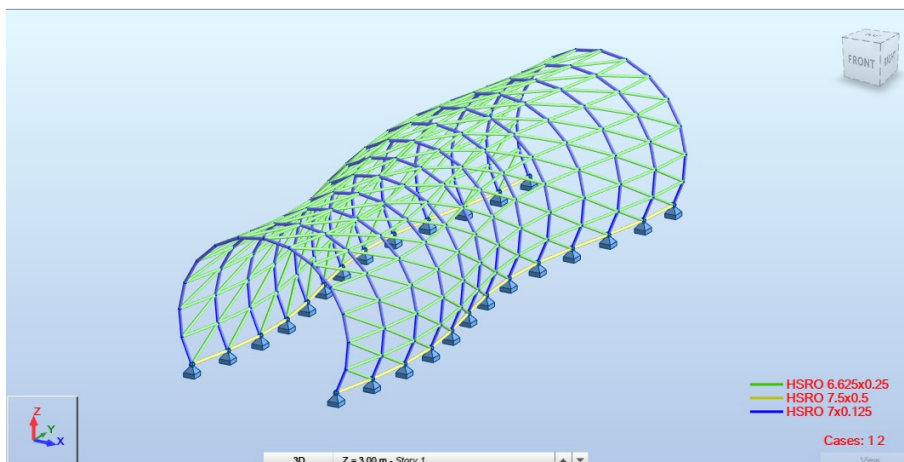 FRONT
HSRO 6.625x0.25
HSRO 7.5x0.5
HSRO 7x0.125
Z
Y
X
Cases: 1 2
3D Z = 3.00 m - Story 1
View